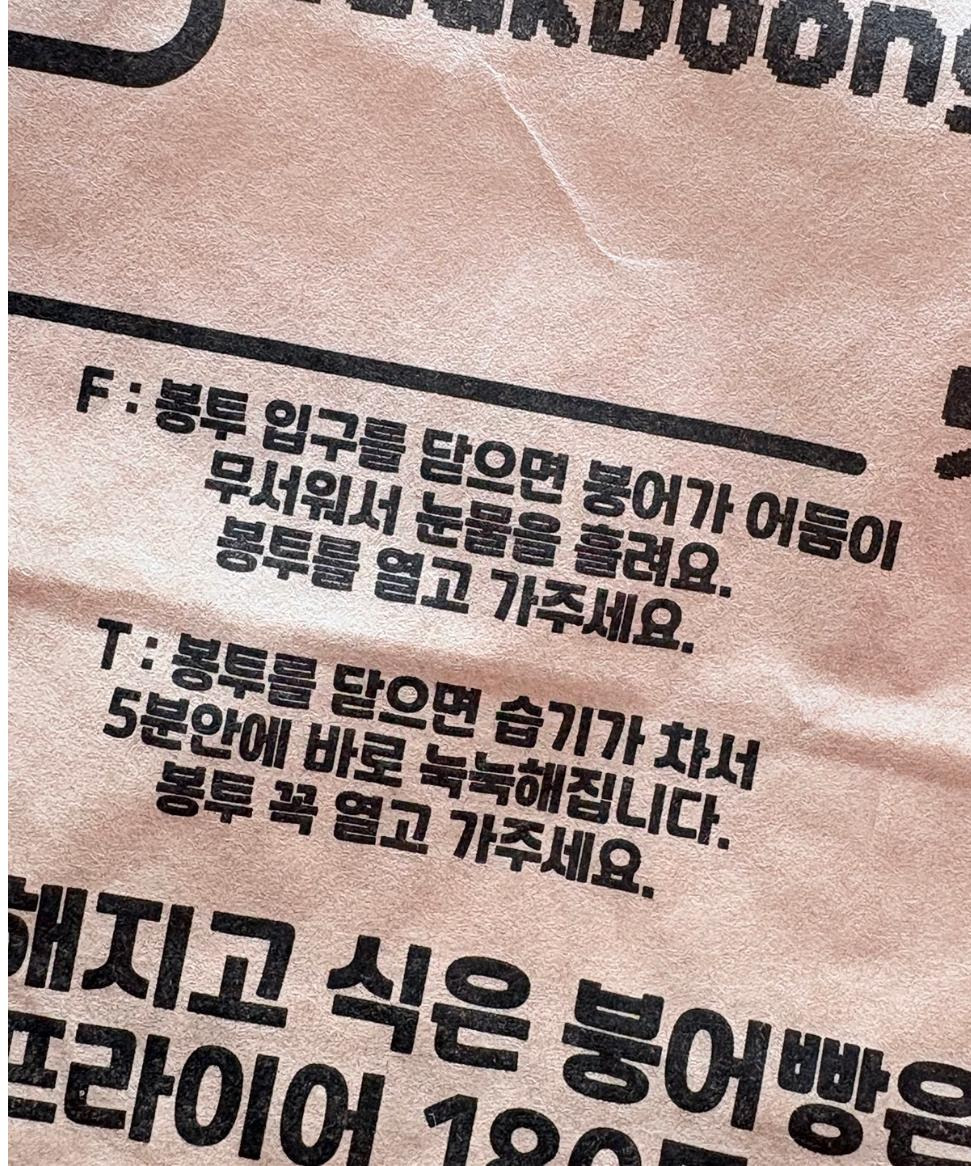 F : 봉투 입구를 닫으면 붕어가 어둠이
무서워서 눈물을 흘려요.
봉투를 열고 가주세요.
T : 봉투를 닫으면 습기가 차서
5분안에 바로 눅눅해집니다.
봉투 꼭 열고 가주세요.
해지고 식은 붕어빵은
프라이어